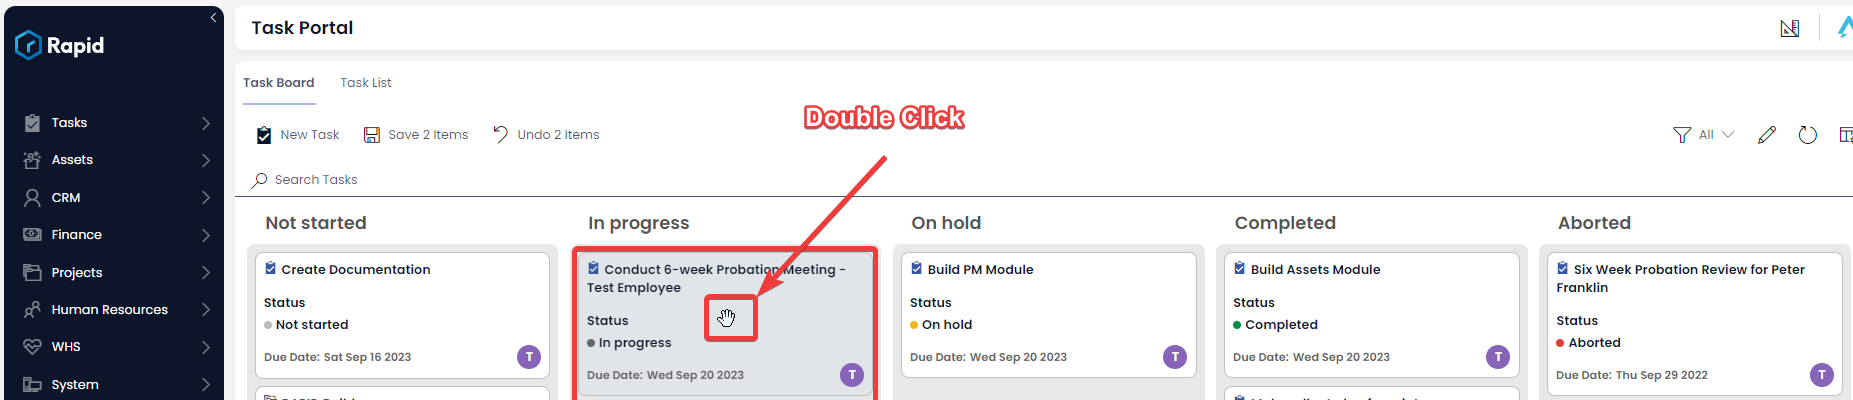 Rapid
Task Portal
Tasks
Assets
CRM
Finance
Projects
Human Resources
WHS
System
Task Board
Task List
New Task
Save 2 Items
Undo 2 Items
All
Double Click
Search Tasks
Not started
Create Documentation
Status
Not started
Due Date: Sat Sep 16 2023
T
In progress
Conduct 6-week Probation Meeting -
Test Employee
Status
In progress
Due Date: Wed Sep 20 2023
T
On hold
Build PM Module
Status
On hold
Due Date: Wed Sep 20 2023
T
Completed
Build Assets Module
Status
Completed
Due Date: Wed Sep 20 2023
T
Aborted
Six Week Probation Review for Peter
Franklin
Status
Aborted
Due Date: Thu Sep 29 2022
T